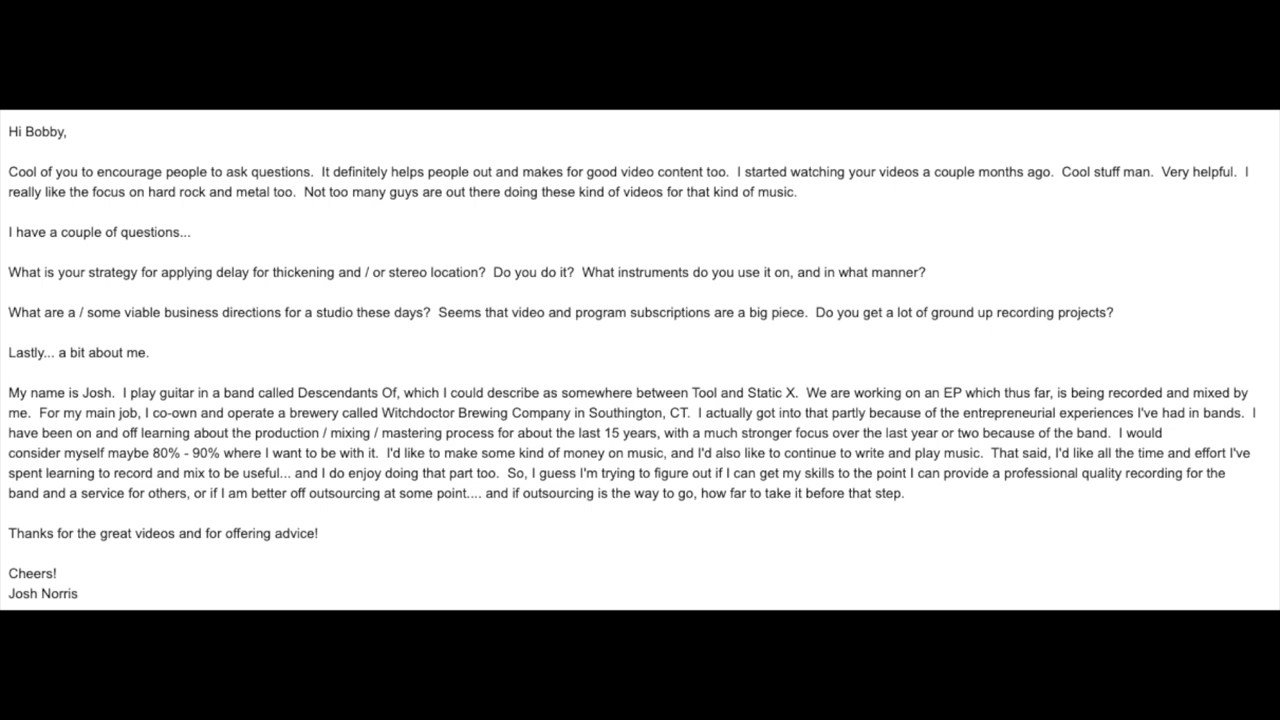 Hi Bobby,
Cool of you to encourage people to ask questions.  It definitely helps people out and makes for good video content too.  I started watching your videos a couple months ago.  Cool stuff man.  Very helpful.  I
really like the focus on hard rock and metal too.  Not too many guys are out there doing these kind of videos for that kind of music.
I have a couple of questions...
What is your strategy for applying delay for thickening and / or stereo location?  Do you do it?  What instruments do you use it on, and in what manner?
What are a / some viable business directions for a studio these days?  Seems that video and program subscriptions are a big piece.  Do you get a lot of ground up recording projects?
Lastly... a bit about me.
My name is Josh.  I play guitar in a band called Descendants Of, which I could describe as somewhere between Tool and Static X.  We are working on an EP which thus far, is being recorded and mixed by
me.  For my main job, I co-own and operate a brewery called Witchdoctor Brewing Company in Southington, CT.  I actually got into that partly because of the entrepreneurial experiences I've had in bands.  I
have been on and off learning about the production / mixing / mastering process for about the last 15 years, with a much stronger focus over the last year or two because of the band.  I would
consider myself maybe 80% - 90% where I want to be with it.  I'd like to make some kind of money on music, and I'd also like to continue to write and play music.  That said, I'd like all the time and effort I've
spent learning to record and mix to be useful... and I do enjoy doing that part too.  So, I guess I'm trying to figure out if I can get my skills to the point I can provide a professional quality recording for the
band and a service for others, or if I am better off outsourcing at some point.... and if outsourcing is the way to go, how far to take it before that step.
Thanks for the great videos and for offering advice!
Cheers!
Josh Norris